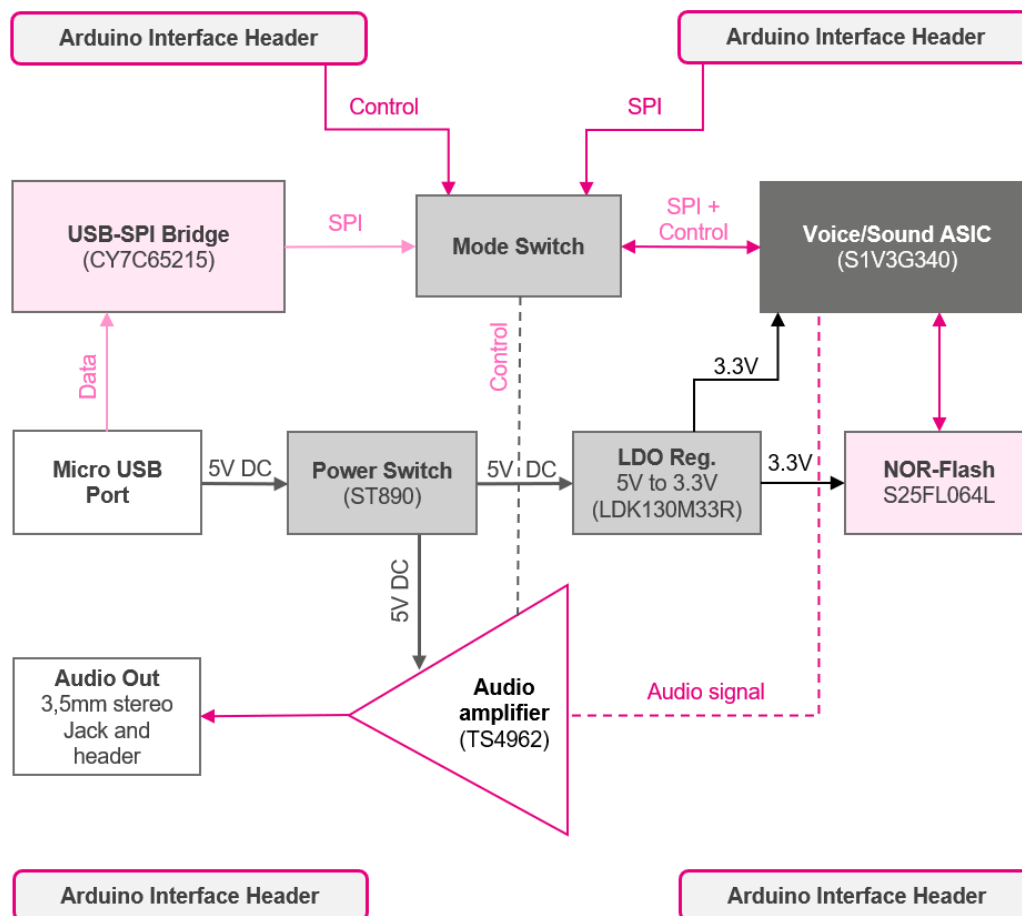 Arduino Interface Header
Arduino Interface Header
Control
SPI
USB-SPI Bridge
(CY7C65215)
SPI
Mode Switch
SPI +
Control
Voice/Sound ASIC
(S1V3G340)
Data
Control
3.3V
Micro USB
Port
5V DC
Power Switch
(ST890)
5V DC
LDO Reg.
5V to 3.3V
(LDK130M33R)
3.3V
NOR-Flash
S25FL064L
5V DC
Audio Out
3,5mm stereo
Jack and
header
Audio
amplifier
(TS4962)
Audio signal
Arduino Interface Header
Arduino Interface Header